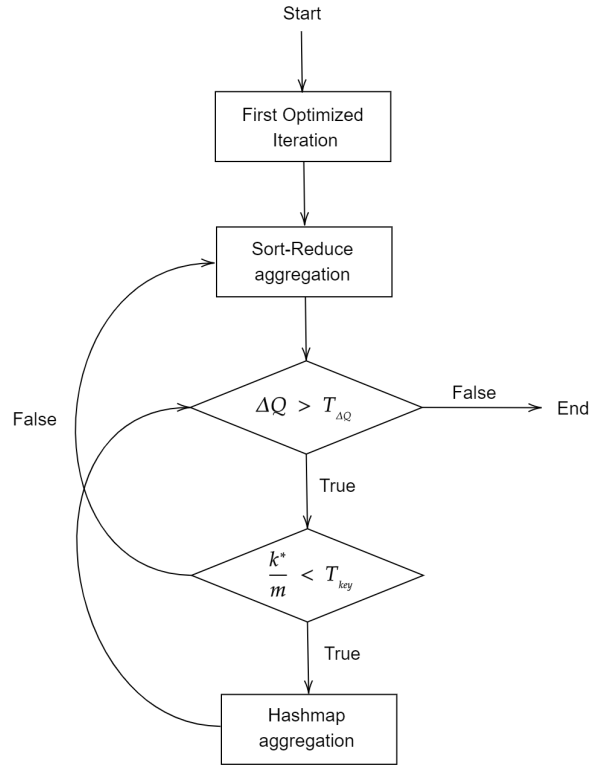 Start
First Optimized
Iteration
Sort-Reduce
aggregation
ΔQ > T_ΔQ
False
End
False
True
k*
m
< T_key
True
Hashmap
aggregation